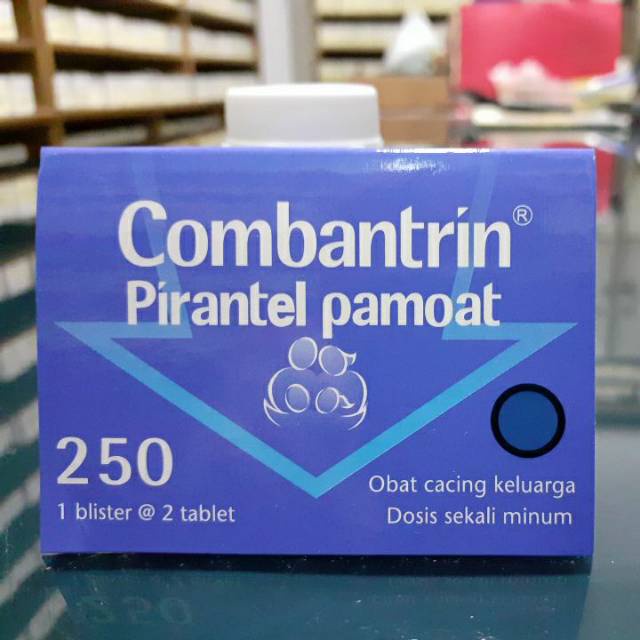 Combantrin®
Pirantel pamoat
250
1 blister @ 2 tablet
Obat cacing keluarga
Dosis sekali minum